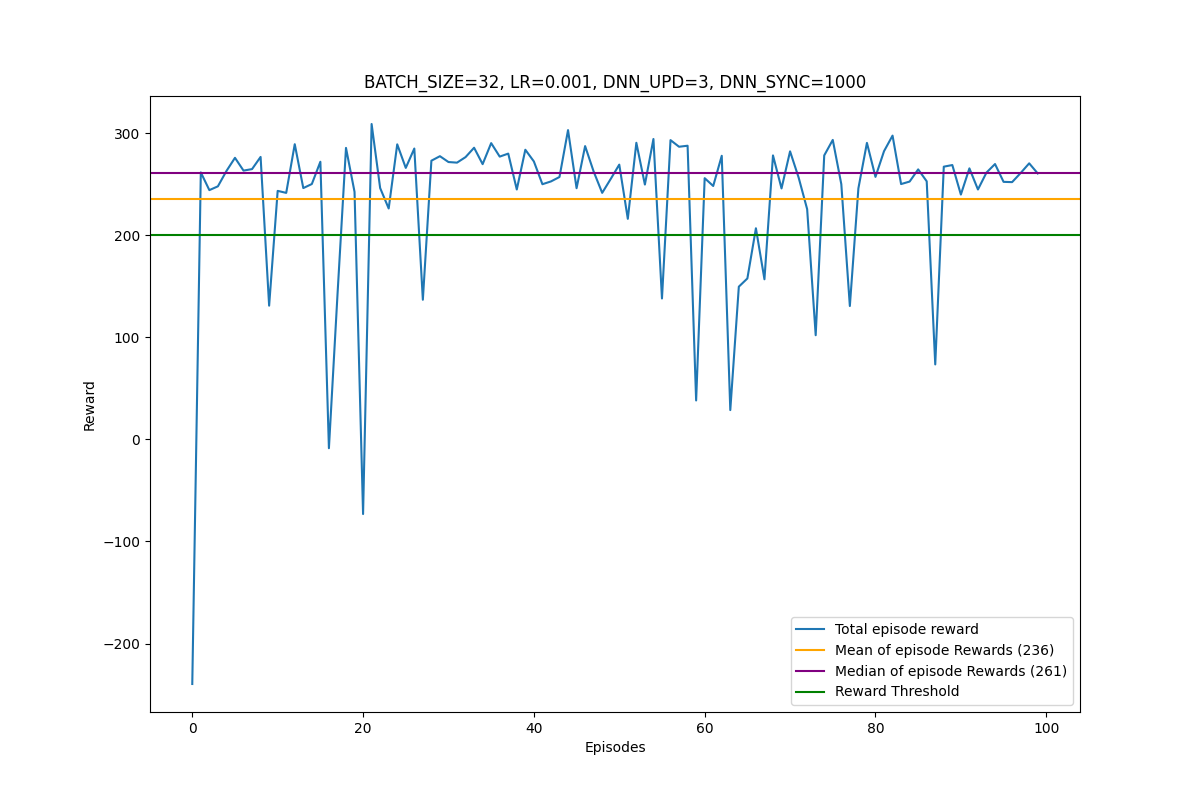 BATCH_SIZE=32, LR=0.001, DNN_UPD=3, DNN_SYNC=1000
300
200
100
0
−100
−200
Reward
0
20
40
60
80
100
Episodes
Total episode reward
Mean of episode Rewards (236)
Median of episode Rewards (261)
Reward Threshold